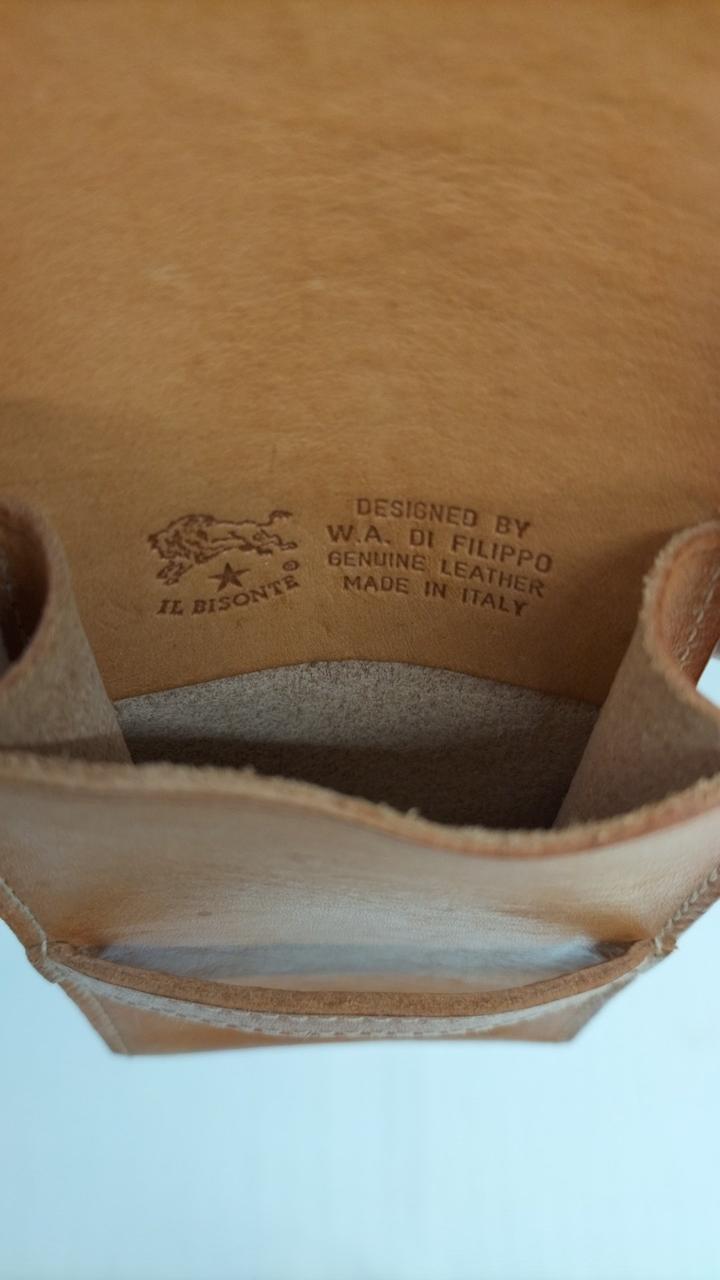 IL BISONTE ®
DESIGNED BY
W.A. DI FILIPPO
GENUINE LEATHER
MADE IN ITALY